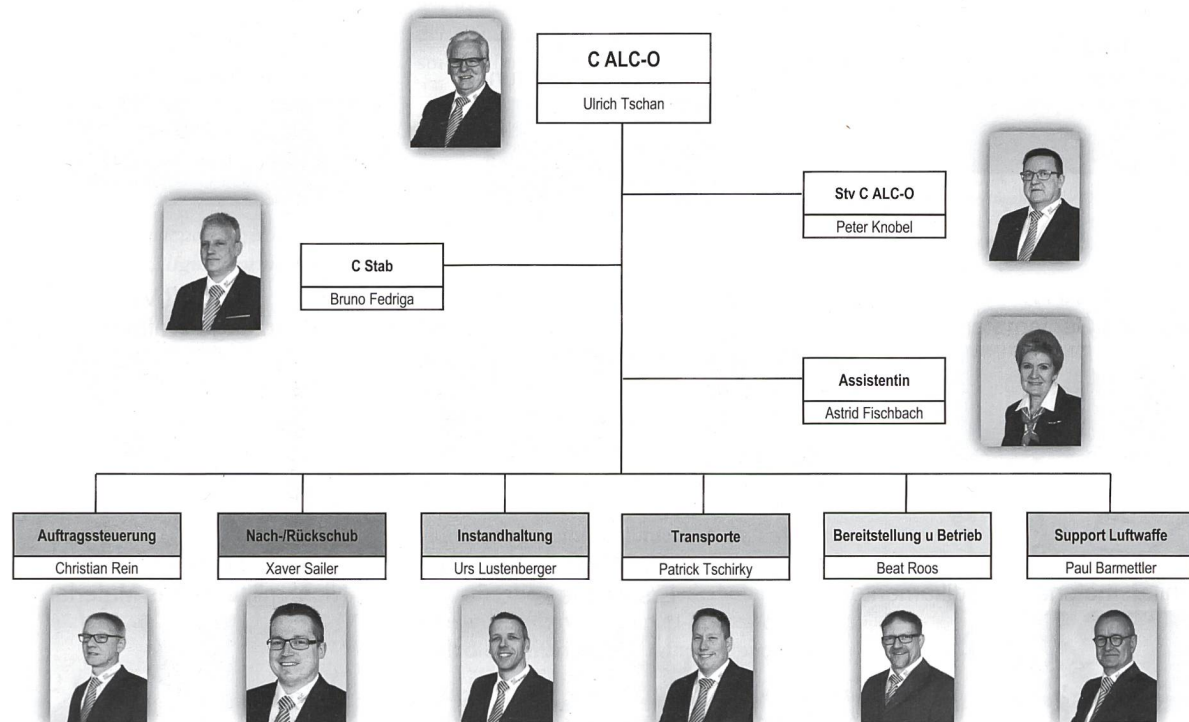 C ALC-O
Ulrich Tschan
Stv C ALC-O
Peter Knobel
C Stab
Bruno Fedriga
Assistentin
Astrid Fischbach
Auftragssteuerung
Christian Rein
Nach-/Rückschub
Xaver Sailer
Instandhaltung
Urs Lustenberger
Transporte
Patrick Tschirky
Bereitstellung u Betrieb
Beat Roos
Support Luftwaffe
Paul Barmettler